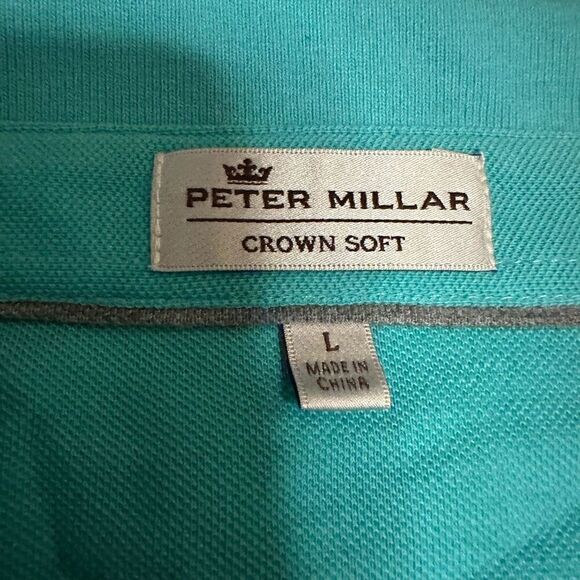 PETER MILLAR
CROWN SOFT
L
MADE IN
CHINA